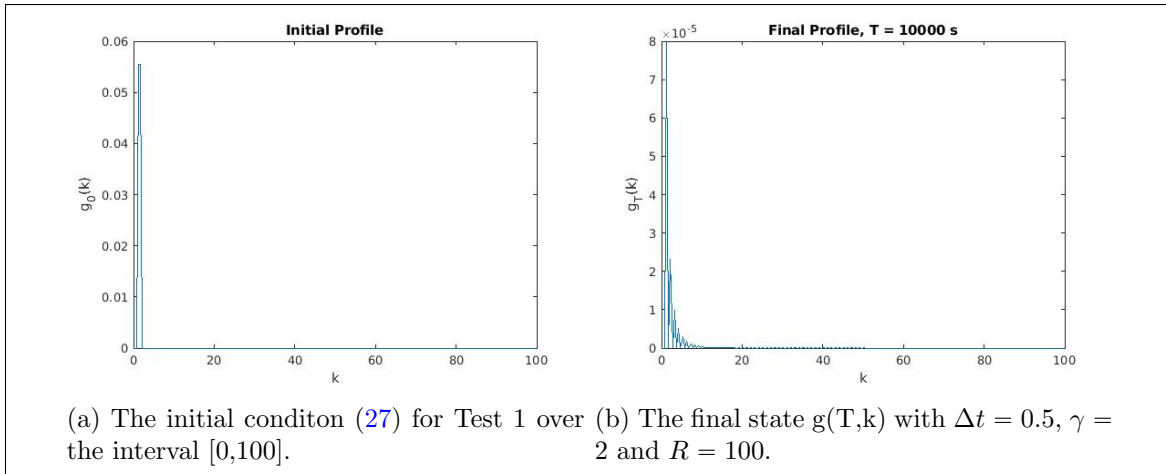 Initial Profile
0.06
0.05
0.04
0.03
0.02
0.01
0
g₀(k)
0 20 40 60 80 100
k
Final Profile, T = 10000 s
×10⁻⁵
8
7
6
5
4
3
2
1
0
g_T(k)
0 20 40 60 80 100
k
(a) The initial conditon (27) for Test 1 over
the interval [0,100].
(b) The final state g(T,k) with Δt = 0.5, γ =
2 and R = 100.